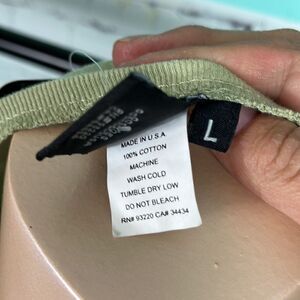 L
MADE IN U.S.A
100% COTTON
MACHINE
WASH COLD
TUMBLE DRY LOW
DO NOT BLEACH
RN# 93220 CA# 34434